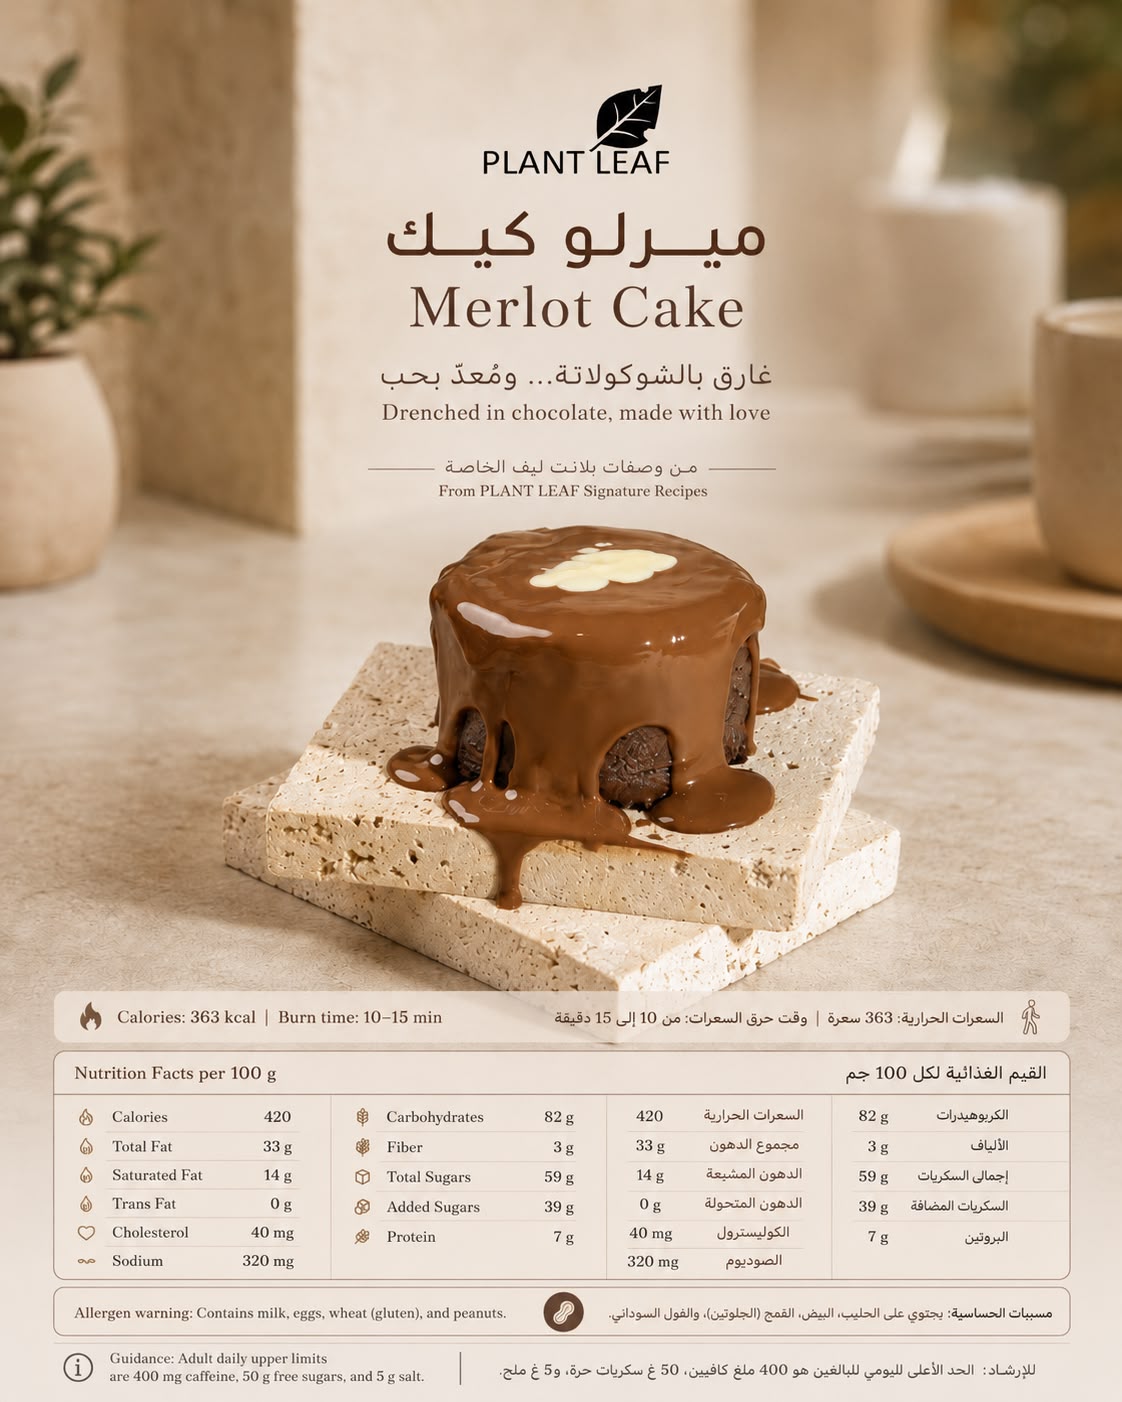 PLANT LEAF
ميـــرلو كيـــك
Merlot Cake
غارق بالشوكولاتة... ومُعدّ بحب
Drenched in chocolate, made with love
من وصفات بلانت ليف الخاصة
From PLANT LEAF Signature Recipes
Calories: 363 kcal | Burn time: 10–15 min
السعرات الحرارية: 363 سعرة | وقت حرق السعرات: من 10 إلى 15 دقيقة
Nutrition Facts per 100 g
القيم الغذائية لكل 100 جم
Calories 420
Total Fat 33 g
Saturated Fat 14 g
Trans Fat 0 g
Cholesterol 40 mg
Sodium 320 mg
Carbohydrates 82 g
Fiber 3 g
Total Sugars 59 g
Added Sugars 39 g
Protein 7 g
الكربوهيدرات 82 g
الألياف 3 g
إجمالي السكريات 59 g
السكريات المضافة 39 g
البروتين 7 g
السعرات الحرارية 420
مجموع الدهون 33 g
الدهون المشبعة 14 g
الدهون المتحولة 0 g
الكوليسترول 40 mg
الصوديوم 320 mg
Allergen warning: Contains milk, eggs, wheat (gluten), and peanuts.
مسببات الحساسية: يحتوي على الحليب، البيض، القمح (الجلوتين)، والفول السوداني.
Guidance: Adult daily upper limits
are 400 mg caffeine, 50 g free sugars, and 5 g salt.
للإرشـاد: الحد الأعلى لليومي للبالغين هو 400 ملغ كافيين، 50 غ سكريات حرة، و5 غ ملح.